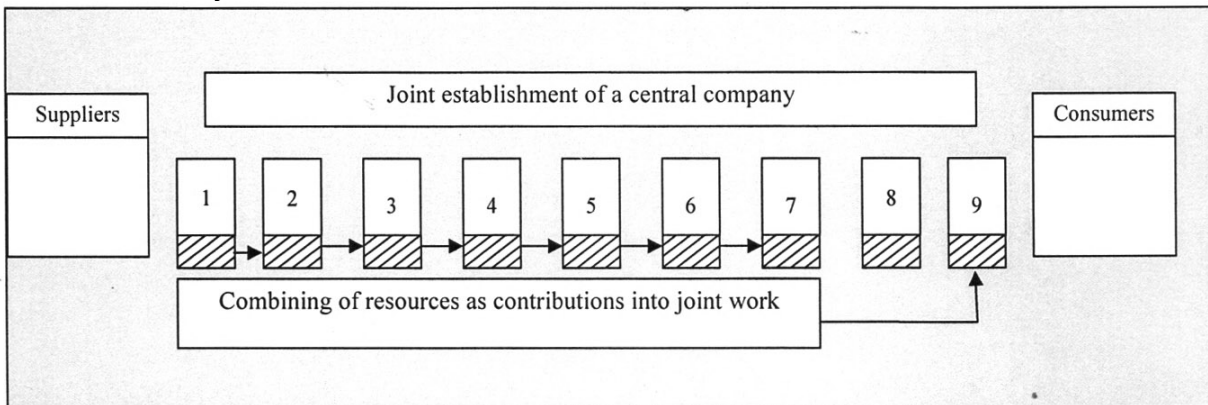 Joint establishment of a central company
Suppliers
Consumers
1 2 3 4 5 6 7 8 9
Combining of resources as contributions into joint work